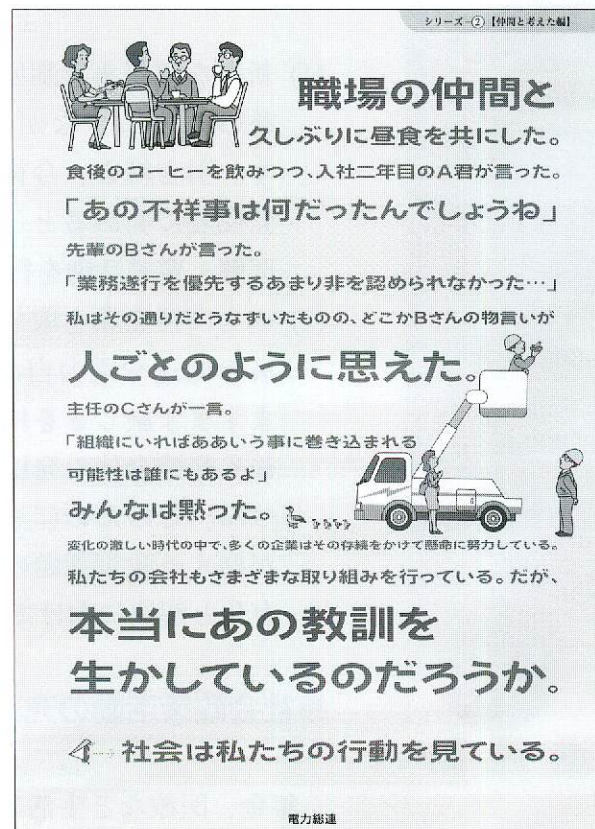 シリーズ-② 【仲間と考えた編】
職場の仲間と
久しぶりに昼食を共にした。
食後のコーヒーを飲みつつ、入社二年目のA君が言った。
「あの不祥事は何だったんでしょうね」
先輩のBさんが言った。
「業務遂行を優先するあまり非を認められなかった…」
私はその通りだとうなずいたものの、どこかBさんの物言いが
人ごとのように思えた。
主任のCさんが一言。
「組織にいればああいう事に巻き込まれる
可能性は誰にもあるよ」
みんなは黙った。
変化の激しい時代の中で、多くの企業はその存続をかけて懸命に努力している。
私たちの会社もさまざまな取り組みを行っている。だが、
本当にあの教訓を
生かしているのだろうか。
社会は私たちの行動を見ている。
電力総連